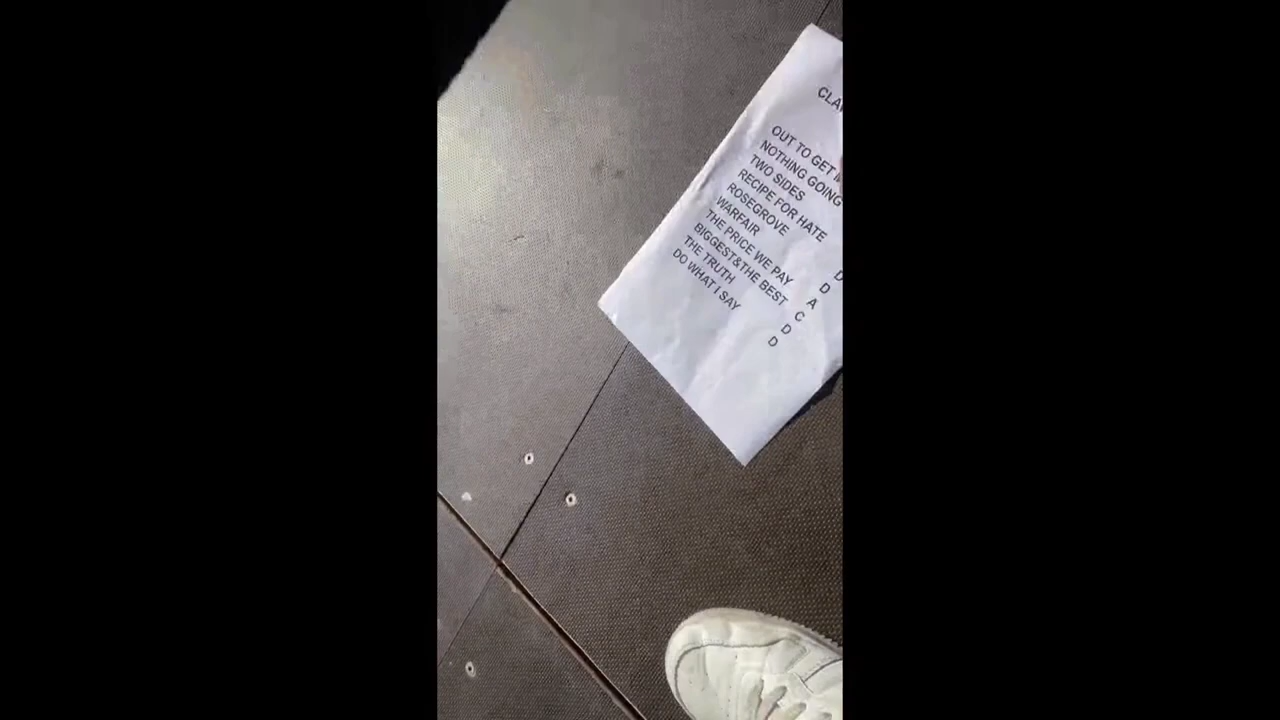 OUT TO GET
NOTHING GOING
TWO SIDES
RECIPE FOR HATE
ROSEGROVE
WARFAIR
THE PRICE WE PAY D
BIGGEST&THE BEST D
THE TRUTH A
DO WHAT I SAY C
D
D